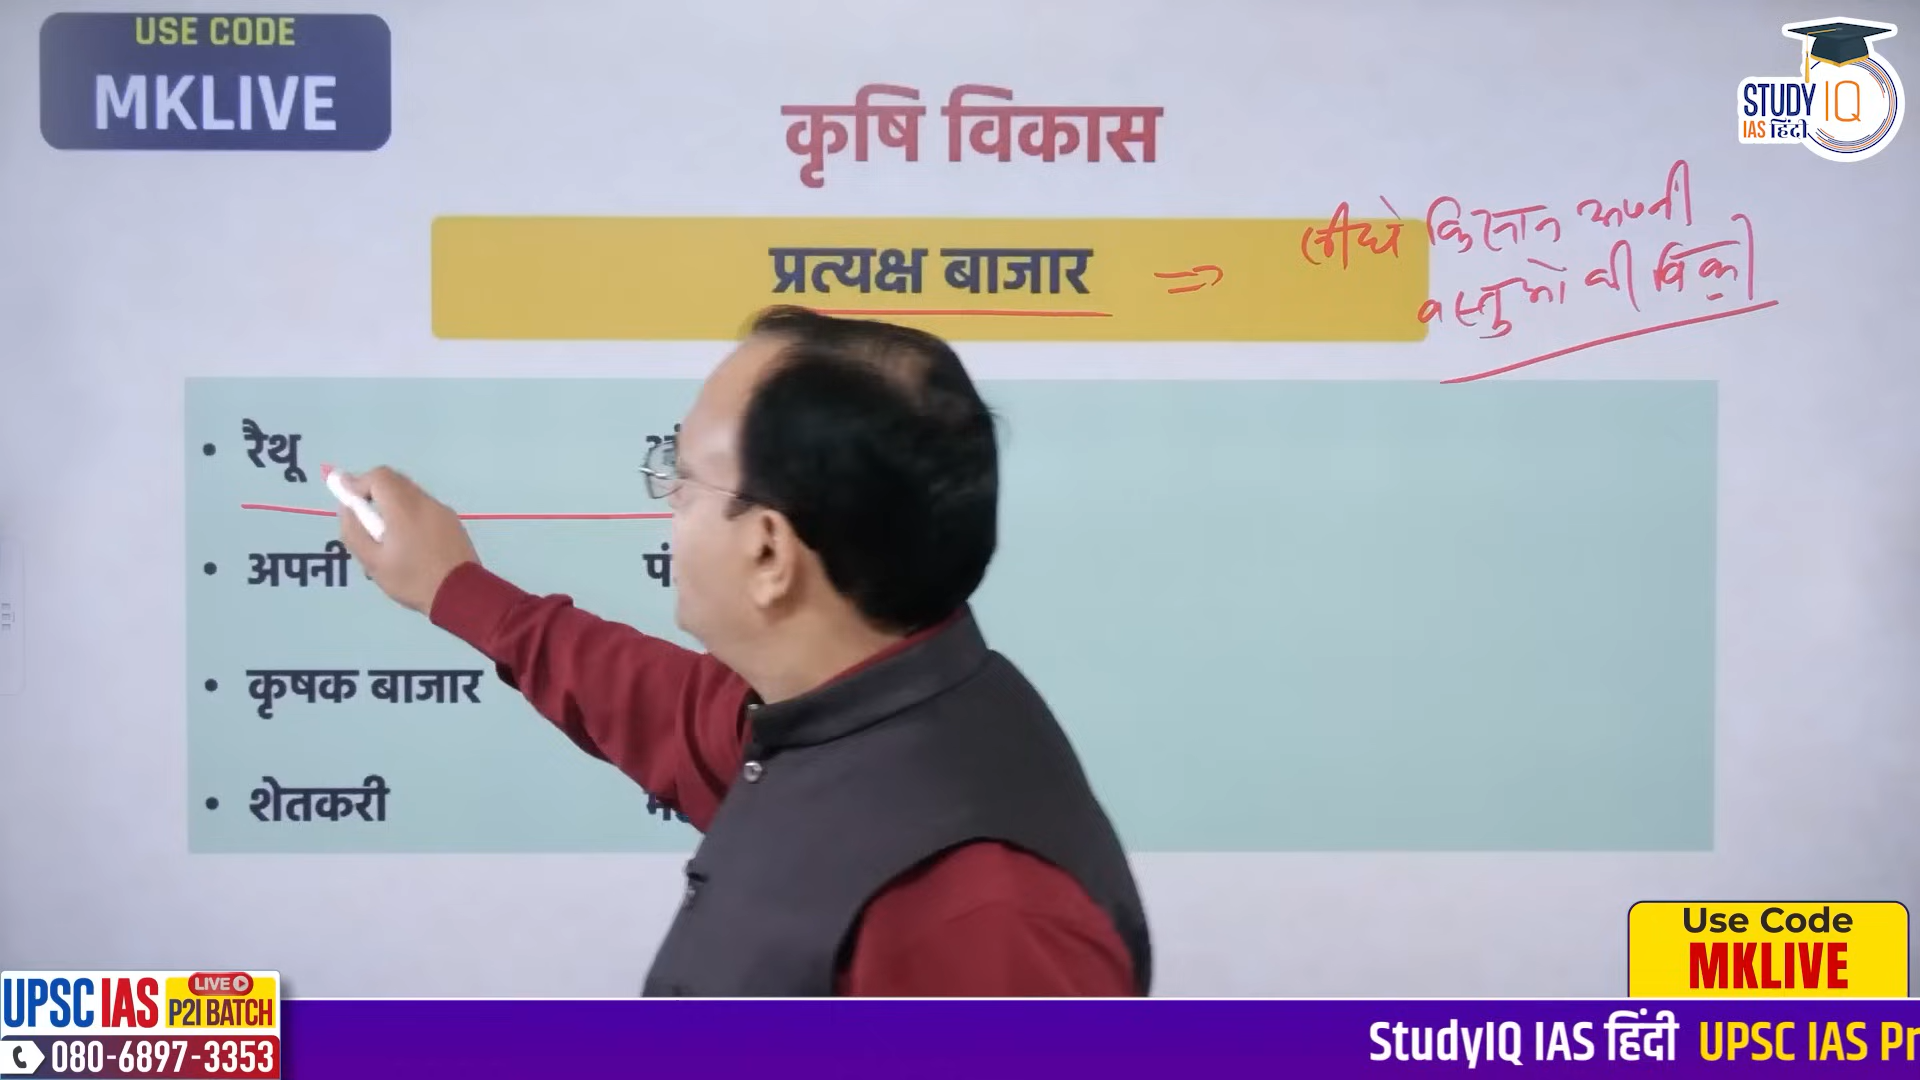 USE CODE
MKLIVE
STUDY IQ
IAS हिंदी
कृषि विकास
प्रत्यक्ष बाजार ⇒ सीधे किसान अपनी
वस्तुओं की बिक्री
• रैथू
• अपनी
• कृषक बाजार
• शेतकरी
Use Code
MKLIVE
UPSC IAS LIVE
P2I BATCH
080-6897-3353
StudyIQ IAS हिंदी UPSC IAS Pr